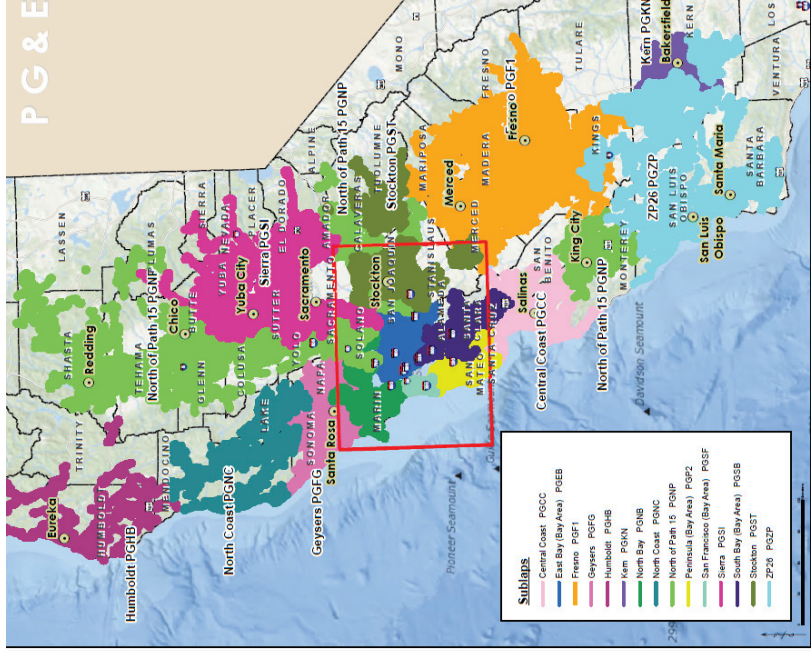 PG&E
LASSEN
SHASTA
Redding
TRINITY
TEHAMA
North of Path 15 PGNP
PLUMAS
Chico
BUTTE
GLENN
COLUSA
SIERRA
YUBA
NEVADA
Yuba City
SUTTER
PLACER
Sierra PGSI
EL DORADO
Sacramento
SACRAMENTO
YOLO
NAPA
LAKE
MENDOCINO
SONOMA
Santa Rosa
Eureka
HUMBOLDT
Humboldt PGHB
North Coast PGNC
Geysers PGFG
MARIN
SOLANO
ALPINE
AMADOR
North of Path 15 PGNP
CALAVERAS
Stockton PGST
TUOLUMNE
Stockton
SAN JOAQUIN
STANISLAUS
ALAMEDA
SANTA CLARA
SAN MATEO
SANTA CRUZ
MONO
MARIPOSA
Merced
MERCED
MADERA
FRESNO
Fresno PGF1
TULARE
KINGS
Salinas
SAN BENITO
King City
MONTEREY
Central Coast PGCC
North of Path 15 PGNP
Kern PGKN
Bakersfield
KERN
LOS
VENTURA
ZP26 PGZP
SAN LUIS OBISPO
San Luis Obispo
Santa Maria
SANTA BARBARA
Pioneer Seamount
Davidson Seamount
Sublaps
Central Coast PGCC
East Bay (Bay Area) PGEB
Fresno PGF1
Geysers PGFG
Humboldt PGHB
Kern PGKN
North Bay PGNB
North Coast PGNC
North of Path 15 PGNP
Peninsula (Bay Area) PGP2
San Francisco (Bay Area) PGSF
Sierra PGSI
South Bay (Bay Area) PGSB
Stockton PGST
ZP26 PGZP